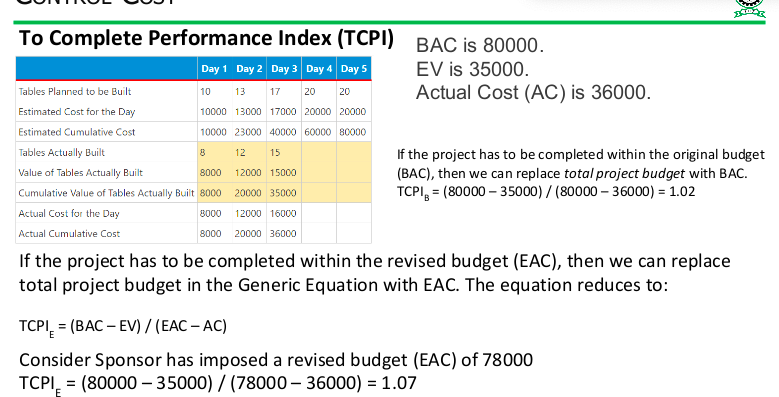 CONTROL COST
To Complete Performance Index (TCPI)
BAC is 80000.
EV is 35000.
Actual Cost (AC) is 36000.
Day 1 Day 2 Day 3 Day 4 Day 5
Tables Planned to be Built 10 13 17 20 20
Estimated Cost for the Day 10000 13000 17000 20000 20000
Estimated Cumulative Cost 10000 23000 40000 60000 80000
Tables Actually Built 8 12 15
Value of Tables Actually Built 8000 12000 15000
Cumulative Value of Tables Actually Built 8000 20000 35000
Actual Cost for the Day 8000 12000 16000
Actual Cumulative Cost 8000 20000 36000
If the project has to be completed within the original budget
(BAC), then we can replace total project budget with BAC.
TCPI_B = (80000 – 35000) / (80000 – 36000) = 1.02
If the project has to be completed within the revised budget (EAC), then we can replace
total project budget in the Generic Equation with EAC. The equation reduces to:
TCPI_E = (BAC – EV) / (EAC – AC)
Consider Sponsor has imposed a revised budget (EAC) of 78000
TCPI_E = (80000 – 35000) / (78000 – 36000) = 1.07